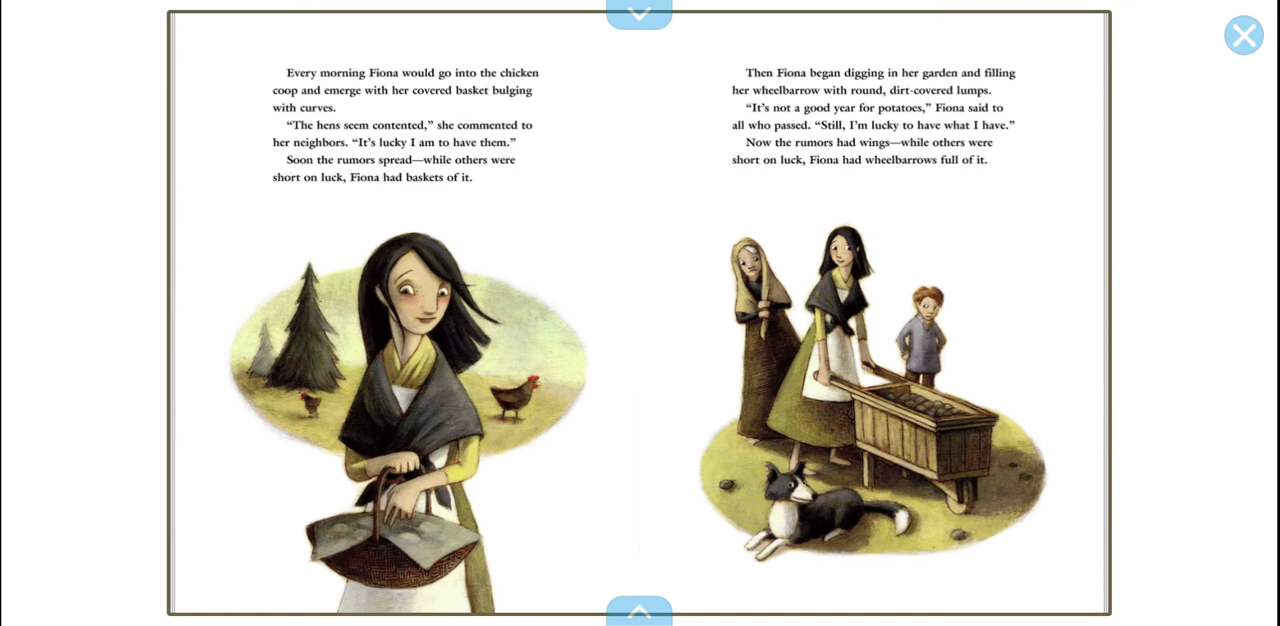 Every morning Fiona would go into the chicken
coop and emerge with her covered basket bulging
with curves.
“The hens seem contented,” she commented to
her neighbors. “It’s lucky I am to have them.”
Soon the rumors spread—while others were
short on luck, Fiona had baskets of it.
Then Fiona began digging in her garden and filling
her wheelbarrow with round, dirt-covered lumps.
“It’s not a good year for potatoes,” Fiona said to
all who passed. “Still, I’m lucky to have what I have.”
Now the rumors had wings—while others were
short on luck, Fiona had wheelbarrows full of it.